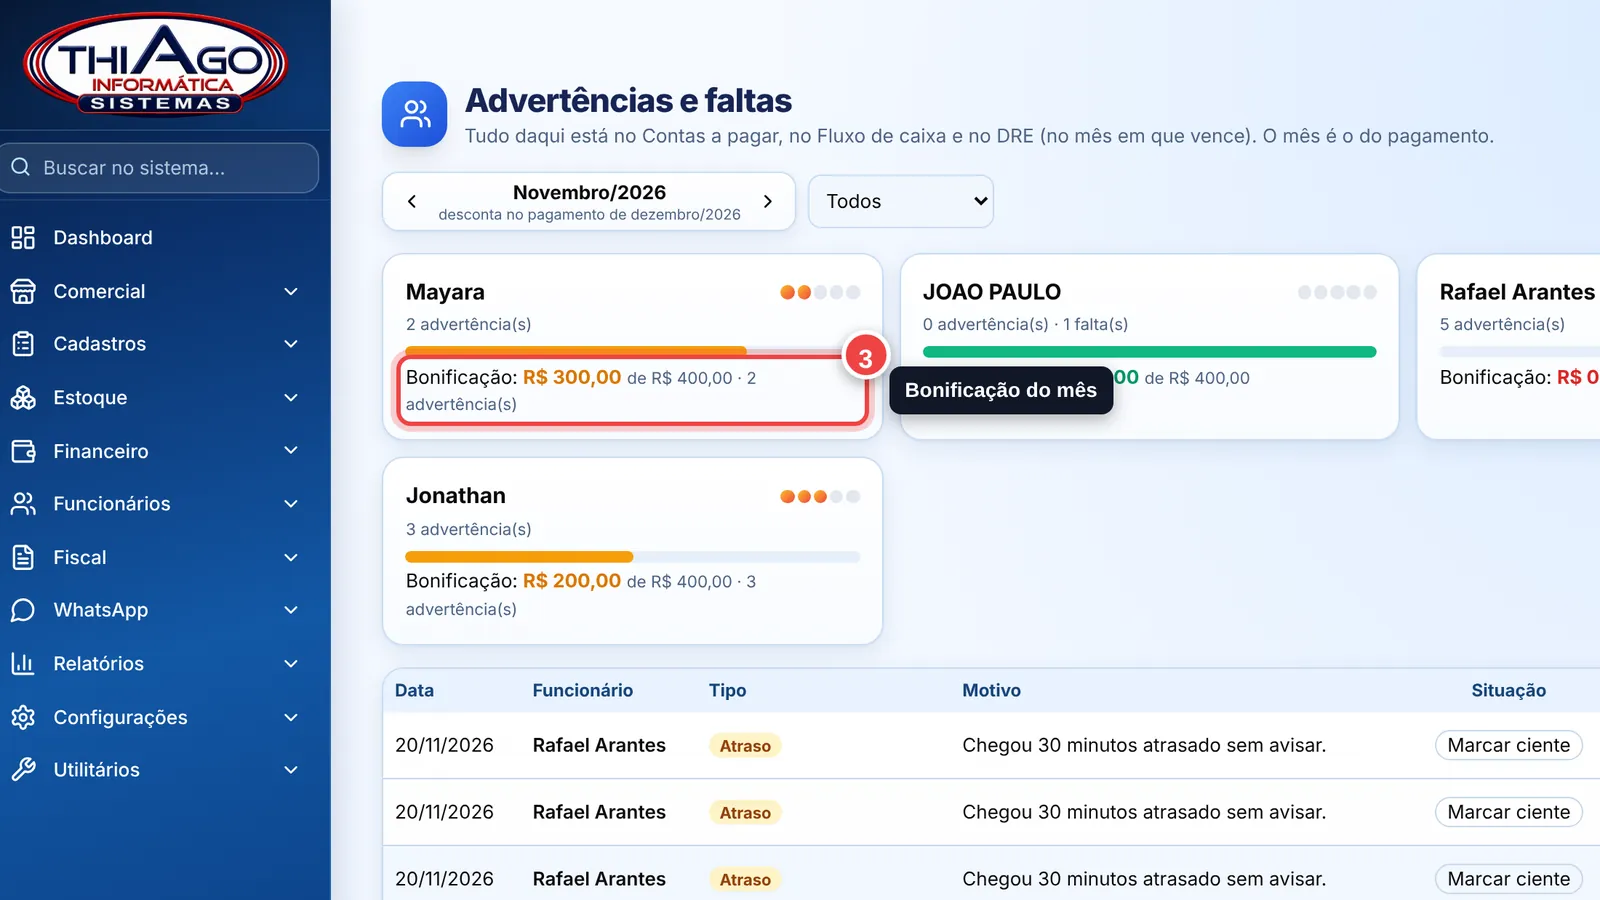 THIAGO
INFORMÁTICA
SISTEMAS
Buscar no sistema...
Dashboard
Comercial
Cadastros
Estoque
Financeiro
Funcionários
Fiscal
WhatsApp
Relatórios
Configurações
Utilitários
Advertências e faltas
Tudo daqui está no Contas a pagar, no Fluxo de caixa e no DRE (no mês em que vence). O mês é o do pagamento.
Novembro/2026
desconta no pagamento de dezembro/2026
Todos
Mayara
2 advertência(s)
Bonificação: R$ 300,00 de R$ 400,00 · 2
advertência(s)
3
Bonificação do mês
JOAO PAULO
0 advertência(s) · 1 falta(s)
00 de R$ 400,00
Rafael Arantes
5 advertência(s)
Bonificação: R$ 0
Jonathan
3 advertência(s)
Bonificação: R$ 200,00 de R$ 400,00 · 3
advertência(s)
Data Funcionário Tipo Motivo Situação
20/11/2026 Rafael Arantes Atraso Chegou 30 minutos atrasado sem avisar. Marcar ciente
20/11/2026 Rafael Arantes Atraso Chegou 30 minutos atrasado sem avisar. Marcar ciente
20/11/2026 Rafael Arantes Atraso Chegou 30 minutos atrasado sem avisar. Marcar ciente